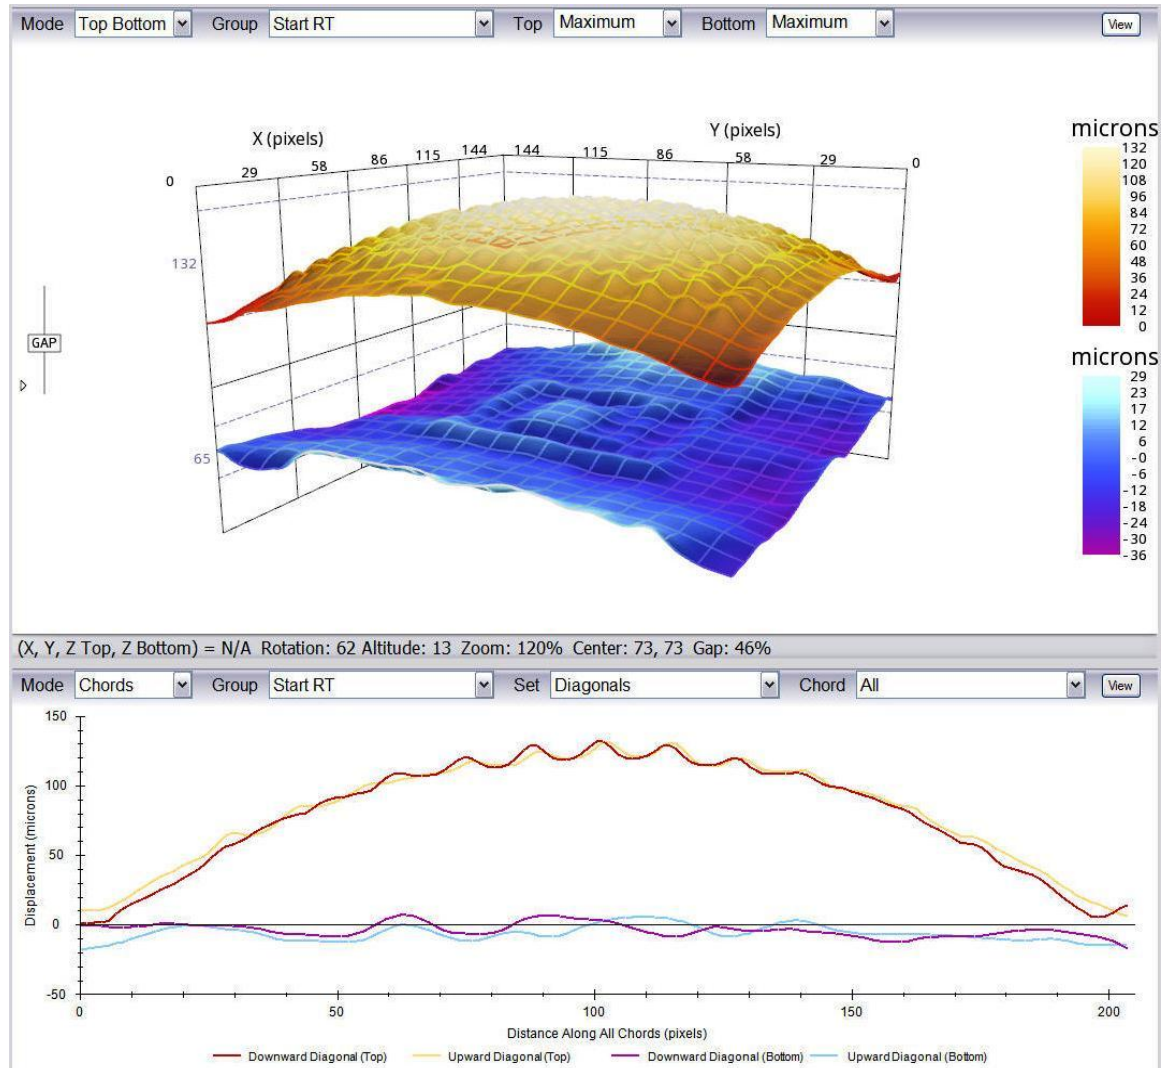 Mode Top Bottom Group Start RT Top Maximum Bottom Maximum View
X (pixels) Y (pixels)
0 29 58 86 115 144 144 115 86 58 29 0
132
65
GAP
microns
132
120
108
96
84
72
60
48
36
24
12
0
microns
29
23
17
12
6
-0
-6
-12
-18
-24
-30
-36
(X, Y, Z Top, Z Bottom) = N/A Rotation: 62 Altitude: 13 Zoom: 120% Center: 73, 73 Gap: 46%
Mode Chords Group Start RT Set Diagonals Chord All View
Displacement (microns)
150
100
50
0
-50
0 50 100 150 200
Distance Along All Chords (pixels)
Downward Diagonal (Top) Upward Diagonal (Top) Downward Diagonal (Bottom) Upward Diagonal (Bottom)